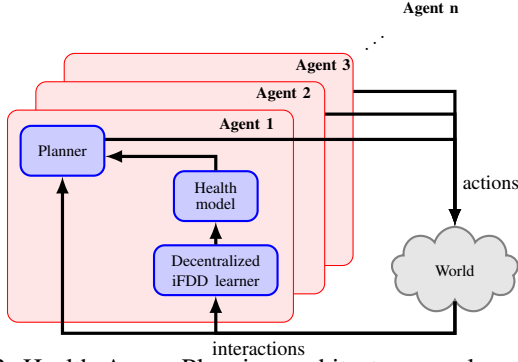 Agent n
Agent 3
Agent 2
Agent 1
Planner
Health
model
Decentralized
iFDD learner
actions
World
interactions